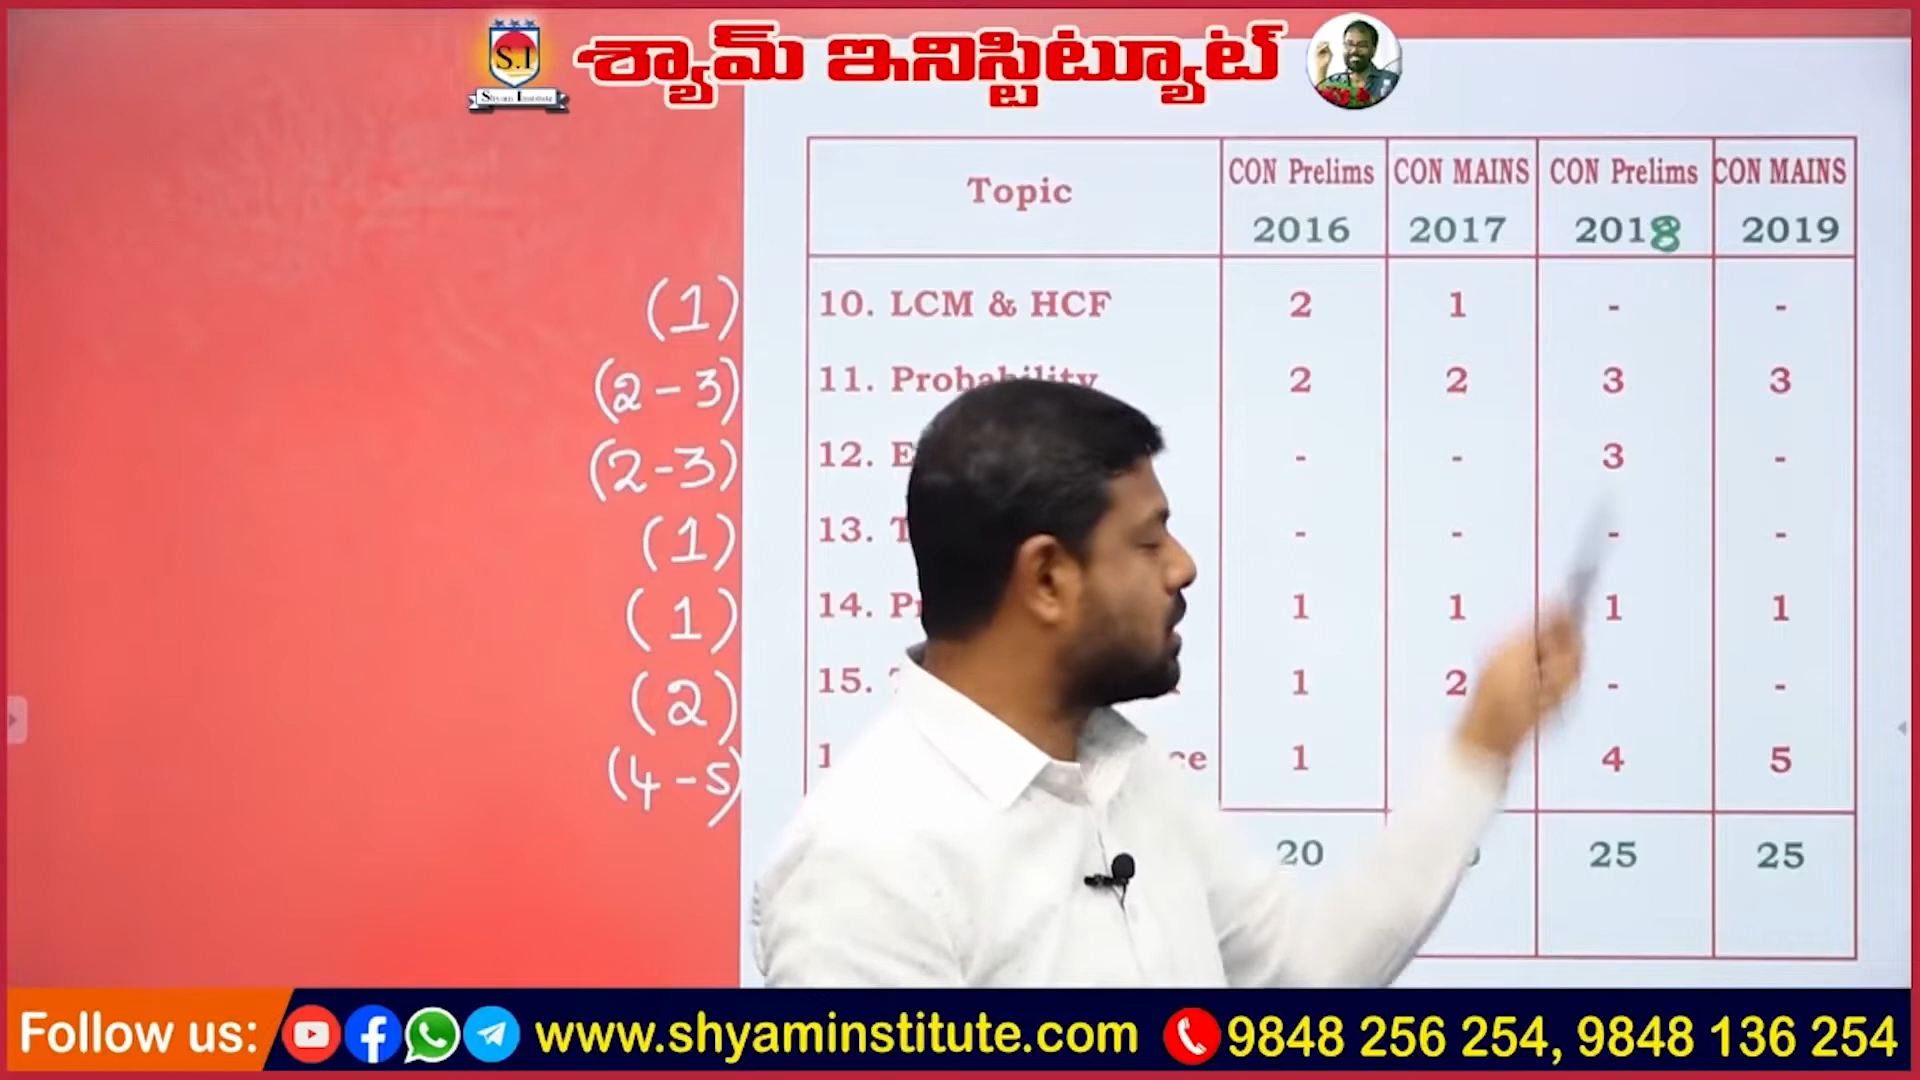 S.I
Shyam Institute
శ్యామ్ ఇనిస్టిట్యూట్
Topic CON Prelims 2016 CON MAINS 2017 CON Prelims 2018 CON MAINS 2019
(1) 10. LCM & HCF 2 1 - -
(2-3) 11. Probability 2 2 3 3
(2-3) 12. - - 3 -
(1) 13. - - - -
(1) 14. 1 1 1 1
(2) 15. 1 2 - -
(4-5) 1 4 5
20 25 25
Follow us: www.shyaminstitute.com 9848 256 254, 9848 136 254